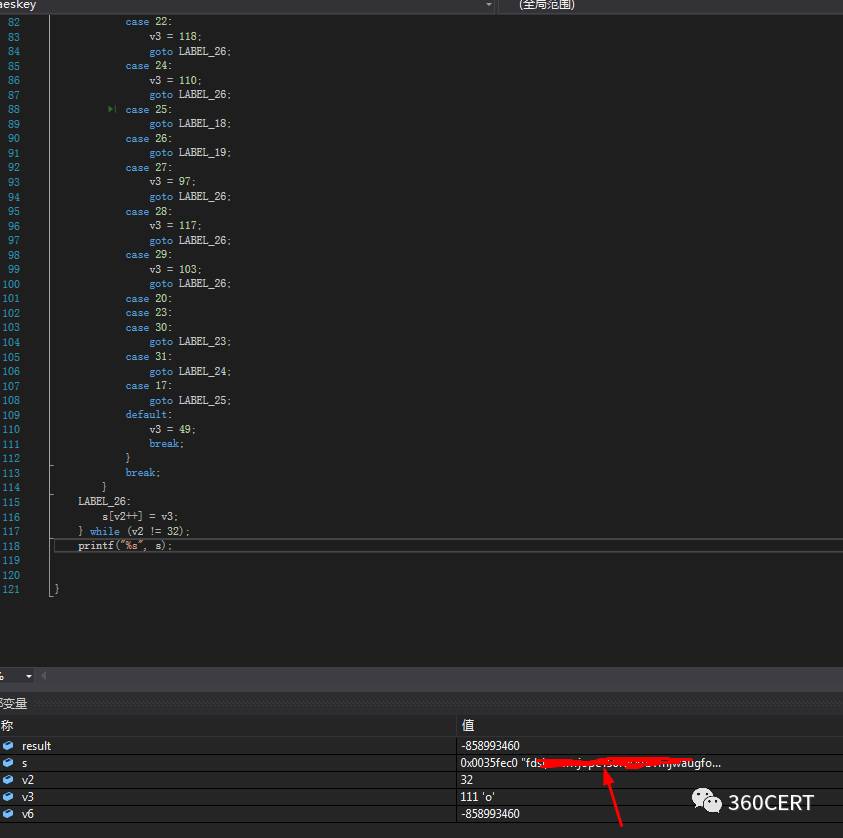 aeskey (全局范围)
82 case 22:
83 v3 = 118;
84 goto LABEL_26;
85 case 24:
86 v3 = 110;
87 goto LABEL_26;
88 case 25:
89 goto LABEL_18;
90 case 26:
91 goto LABEL_19;
92 case 27:
93 v3 = 97;
94 goto LABEL_26;
95 case 28:
96 v3 = 117;
97 goto LABEL_26;
98 case 29:
99 v3 = 103;
100 goto LABEL_26;
101 case 20:
102 case 23:
103 case 30:
104 goto LABEL_23;
105 case 31:
106 goto LABEL_24;
107 case 17:
108 goto LABEL_25;
109 default:
110 v3 = 49;
111 break;
112 }
113 break;
114 }
115 LABEL_26:
116 s[v2++] = v3;
117 } while (v2 != 32);
118 printf("%s", s);
119
120
121 }
%
部变量
称 值
result -858993460
s 0x0035fec0
v2 32
v3 111 'o'
v6 -858993460
360CERT